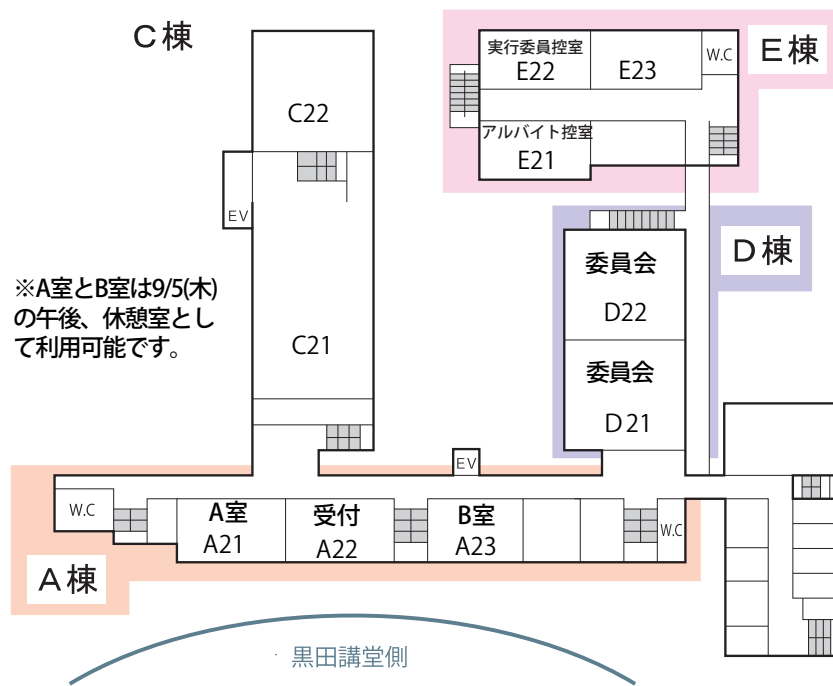 C棟
C22
EV
C21
※A室とB室は9/5(木)
の午後、休憩室とし
て利用可能です。
実行委員控室
E22
E23
W.C
E棟
アルバイト控室
E21
D棟
委員会
D22
委員会
D21
EV
W.C
A室
A21
受付
A22
B室
A23
W.C
A棟
黒田講堂側